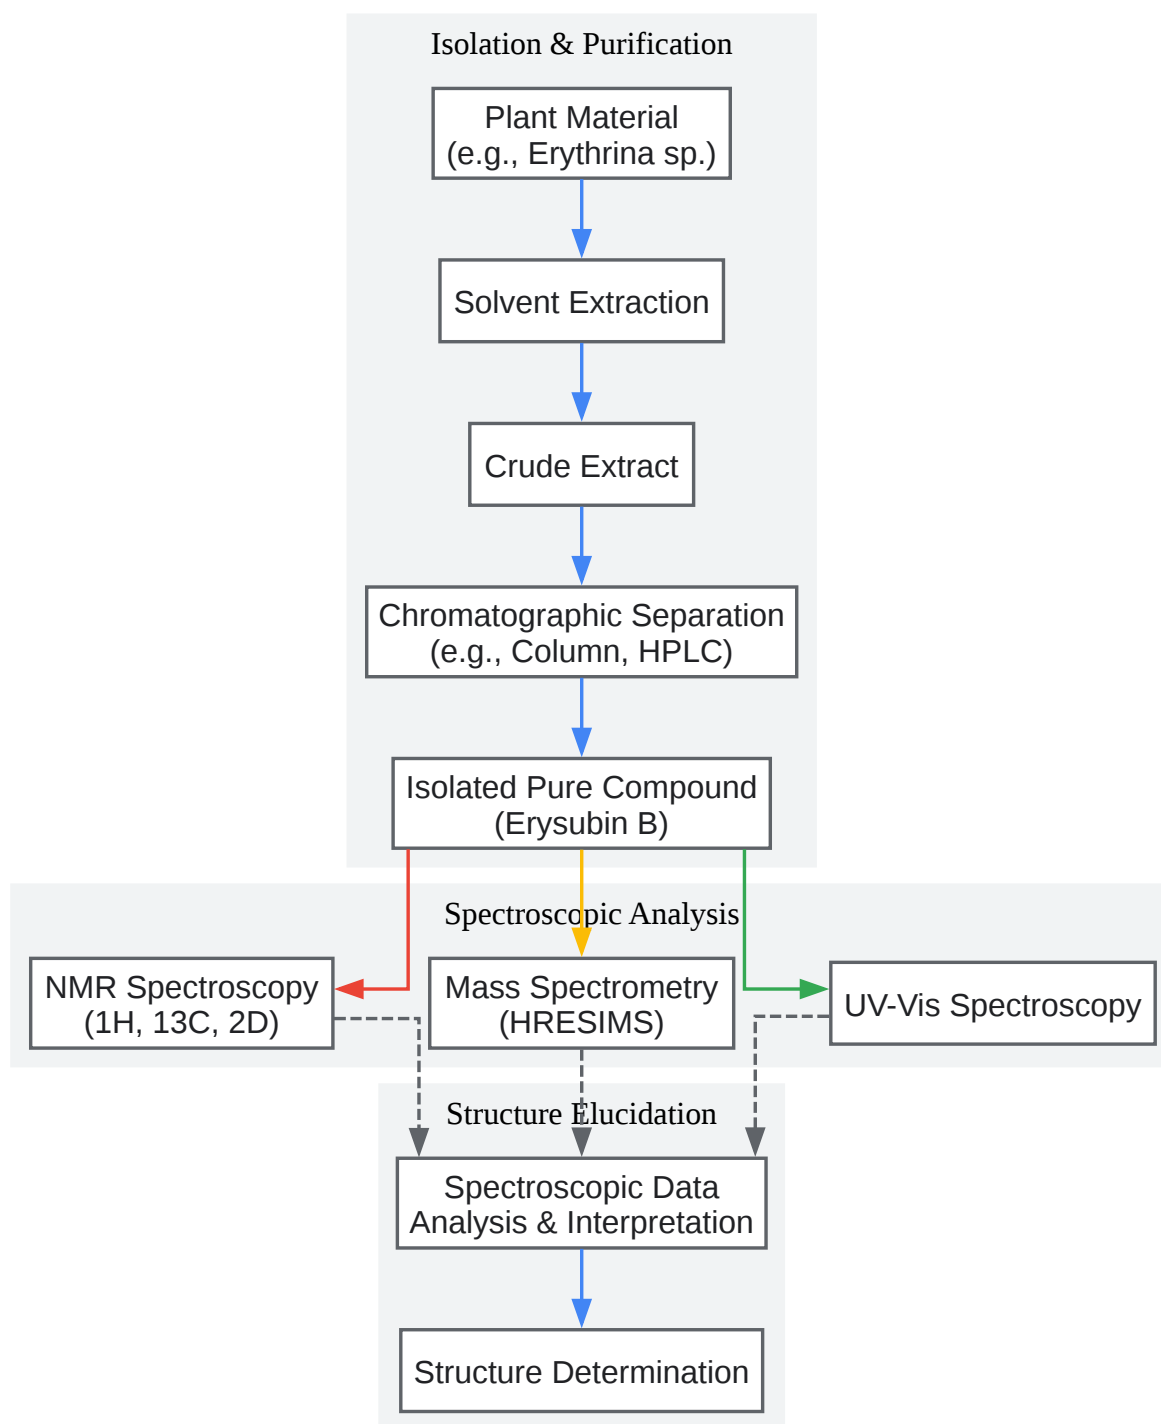 Isolation & Purification
Plant Material
(e.g., Erythrina sp.)
Solvent Extraction
Crude Extract
Chromatographic Separation
(e.g., Column, HPLC)
Isolated Pure Compound
(Erysubin B)
Spectroscopic Analysis
NMR Spectroscopy
(1H, 13C, 2D)
Mass Spectrometry
(HRESIMS)
UV-Vis Spectroscopy
Structure Elucidation
Spectroscopic Data
Analysis & Interpretation
Structure Determination